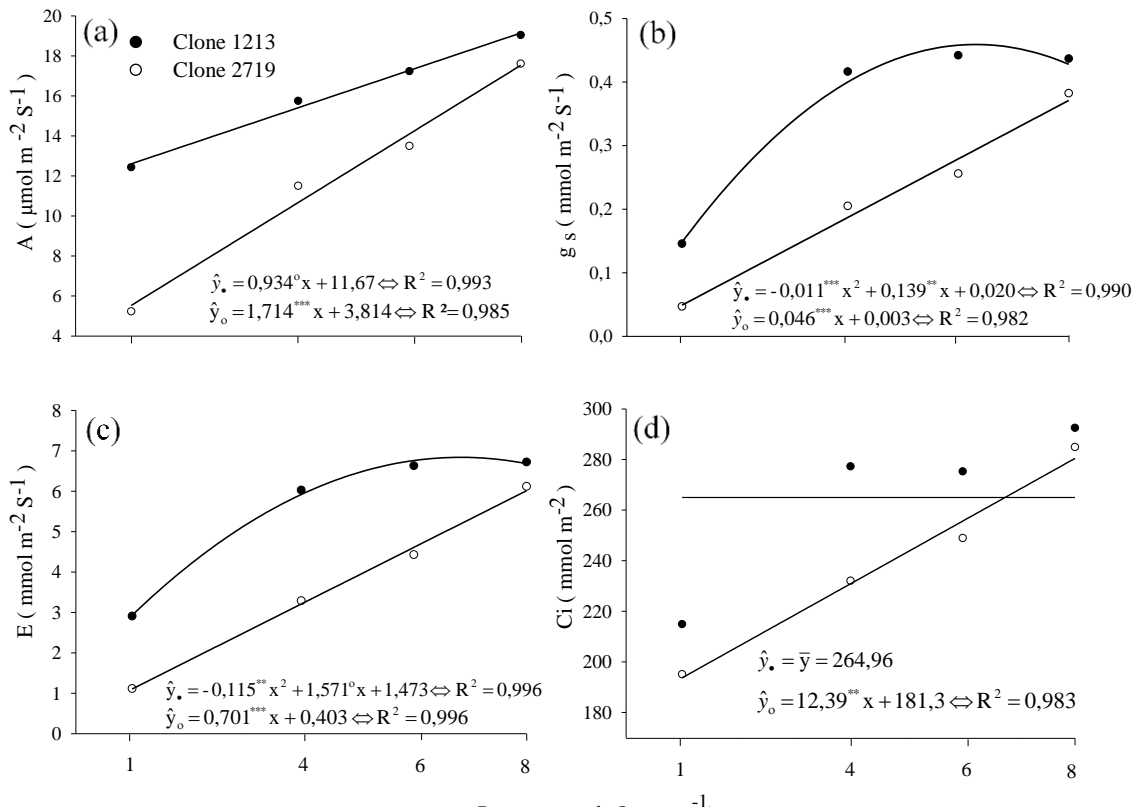 (a)
Clone 1213
Clone 2719
20
18
16
14
12
10
8
6
4
A ( μmol m⁻² S⁻¹ )
ŷ• = 0,934° x + 11,67 ⇔ R² = 0,993
ŷₒ = 1,714*** x + 3,814 ⇔ R² = 0,985
(b)
0,5
0,4
0,3
0,2
0,1
0,0
g s ( mmol m⁻² S⁻¹ )
ŷ• = -0,011*** x² + 0,139** x + 0,020 ⇔ R² = 0,990
ŷₒ = 0,046*** x + 0,003 ⇔ R² = 0,982
(c)
8
7
6
5
4
3
2
1
0
E ( mmol m⁻² S⁻¹ )
ŷ• = -0,115** x² + 1,571° x + 1,473 ⇔ R² = 0,996
ŷₒ = 0,701*** x + 0,403 ⇔ R² = 0,996
1 4 6 8
(d)
300
280
260
240
220
200
180
Ci ( mmol m⁻² )
ŷ• = y̅ = 264,96
ŷₒ = 12,39** x + 181,3 ⇔ R² = 0,983
1 4 6 8
-1